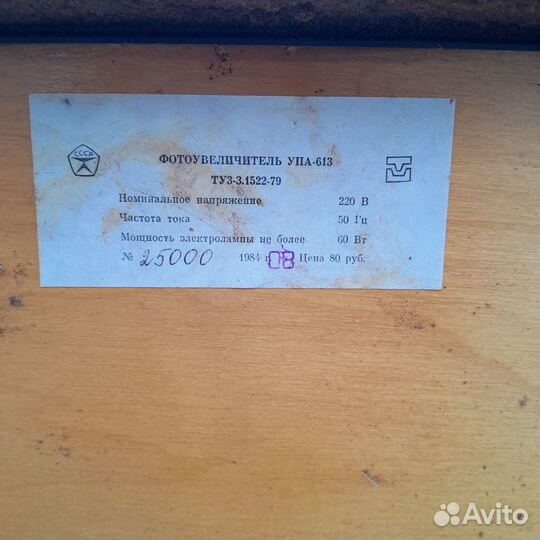 СССР
ФОТОУВЕЛИЧИТЕЛЬ УПА-613
ТУ3-3.1522-79
Номинальное напряжение 220 В
Частота тока 50 Гц
Мощность электролампы не более 60 Вт
№ 25000 1984 г. 08 Цена 80 руб.
Avito